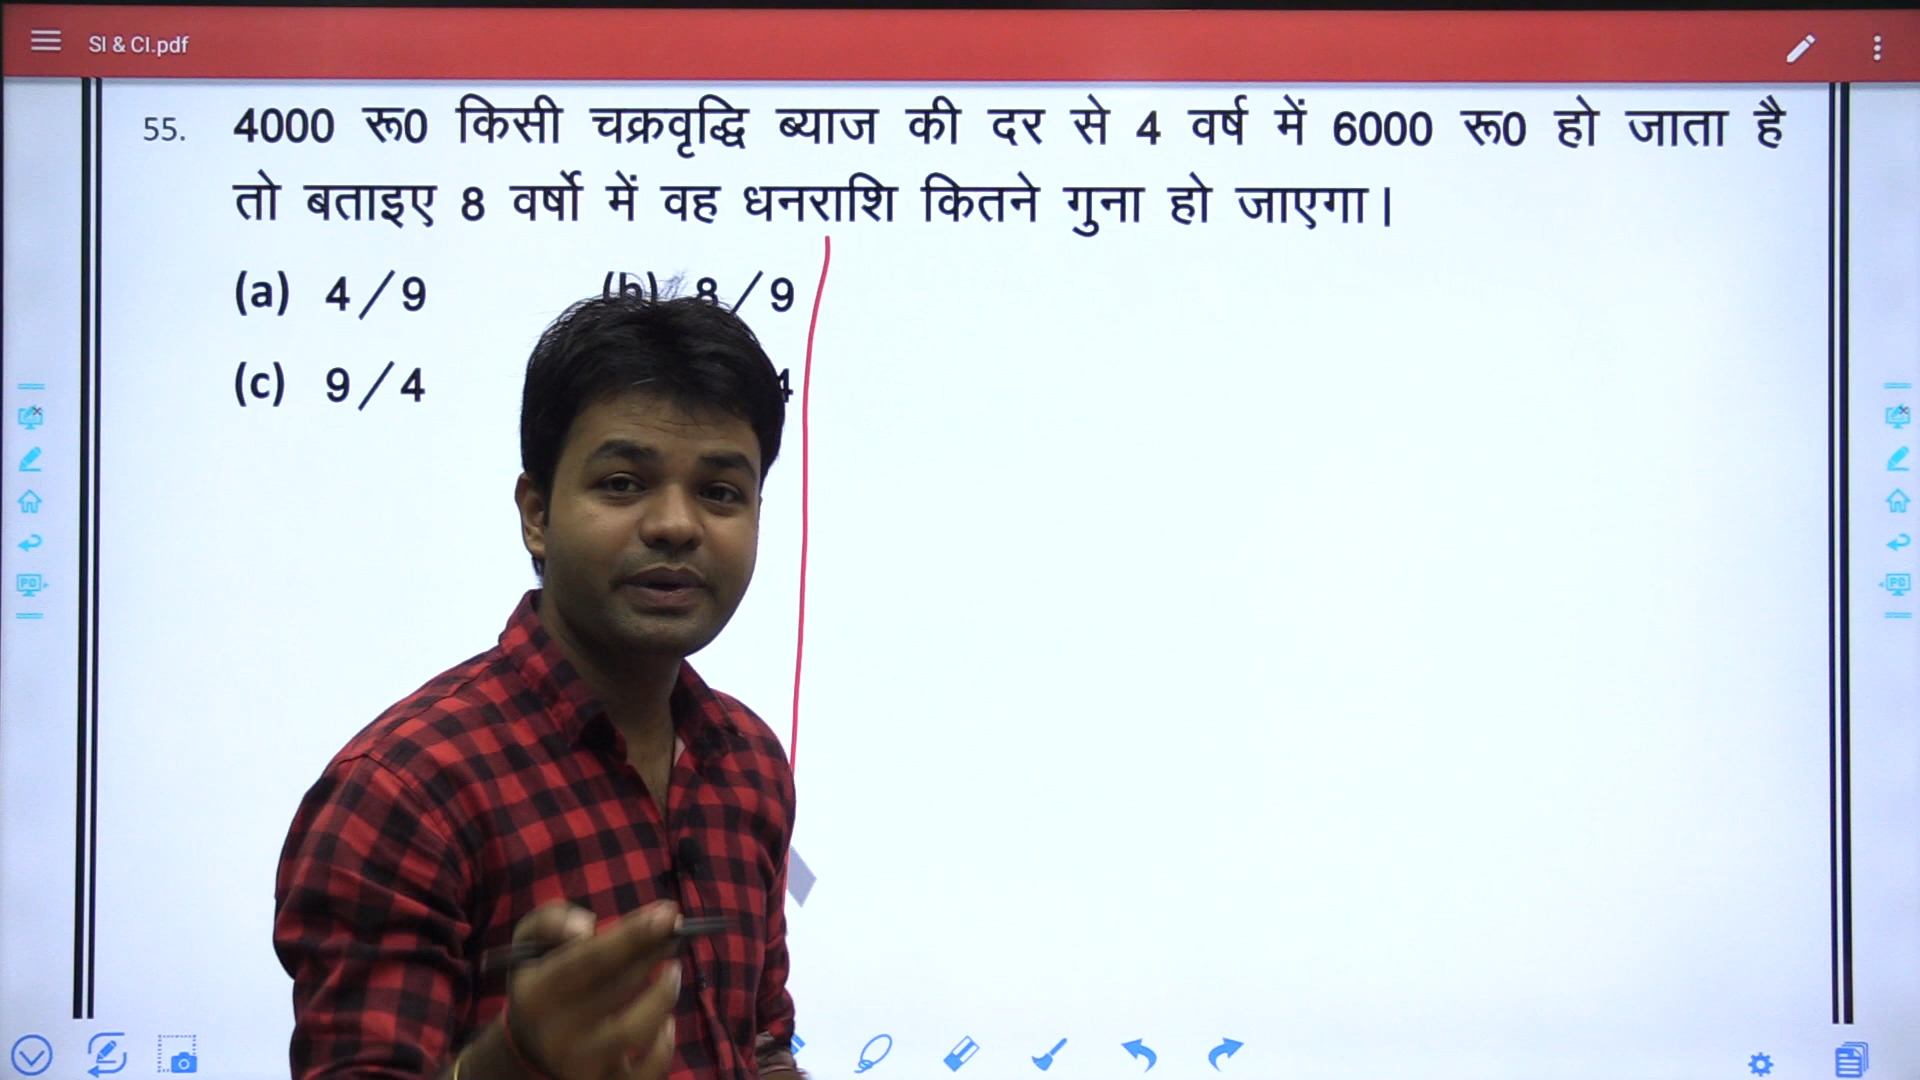 SI & CI.pdf
55. 4000 रू0 किसी चक्रवृद्धि ब्याज की दर से 4 वर्ष में 6000 रू0 हो जाता है
तो बताइए 8 वर्षो में वह धनराशि कितने गुना हो जाएगा।
(a) 4/9 (b) 8/9
(c) 9/4 4